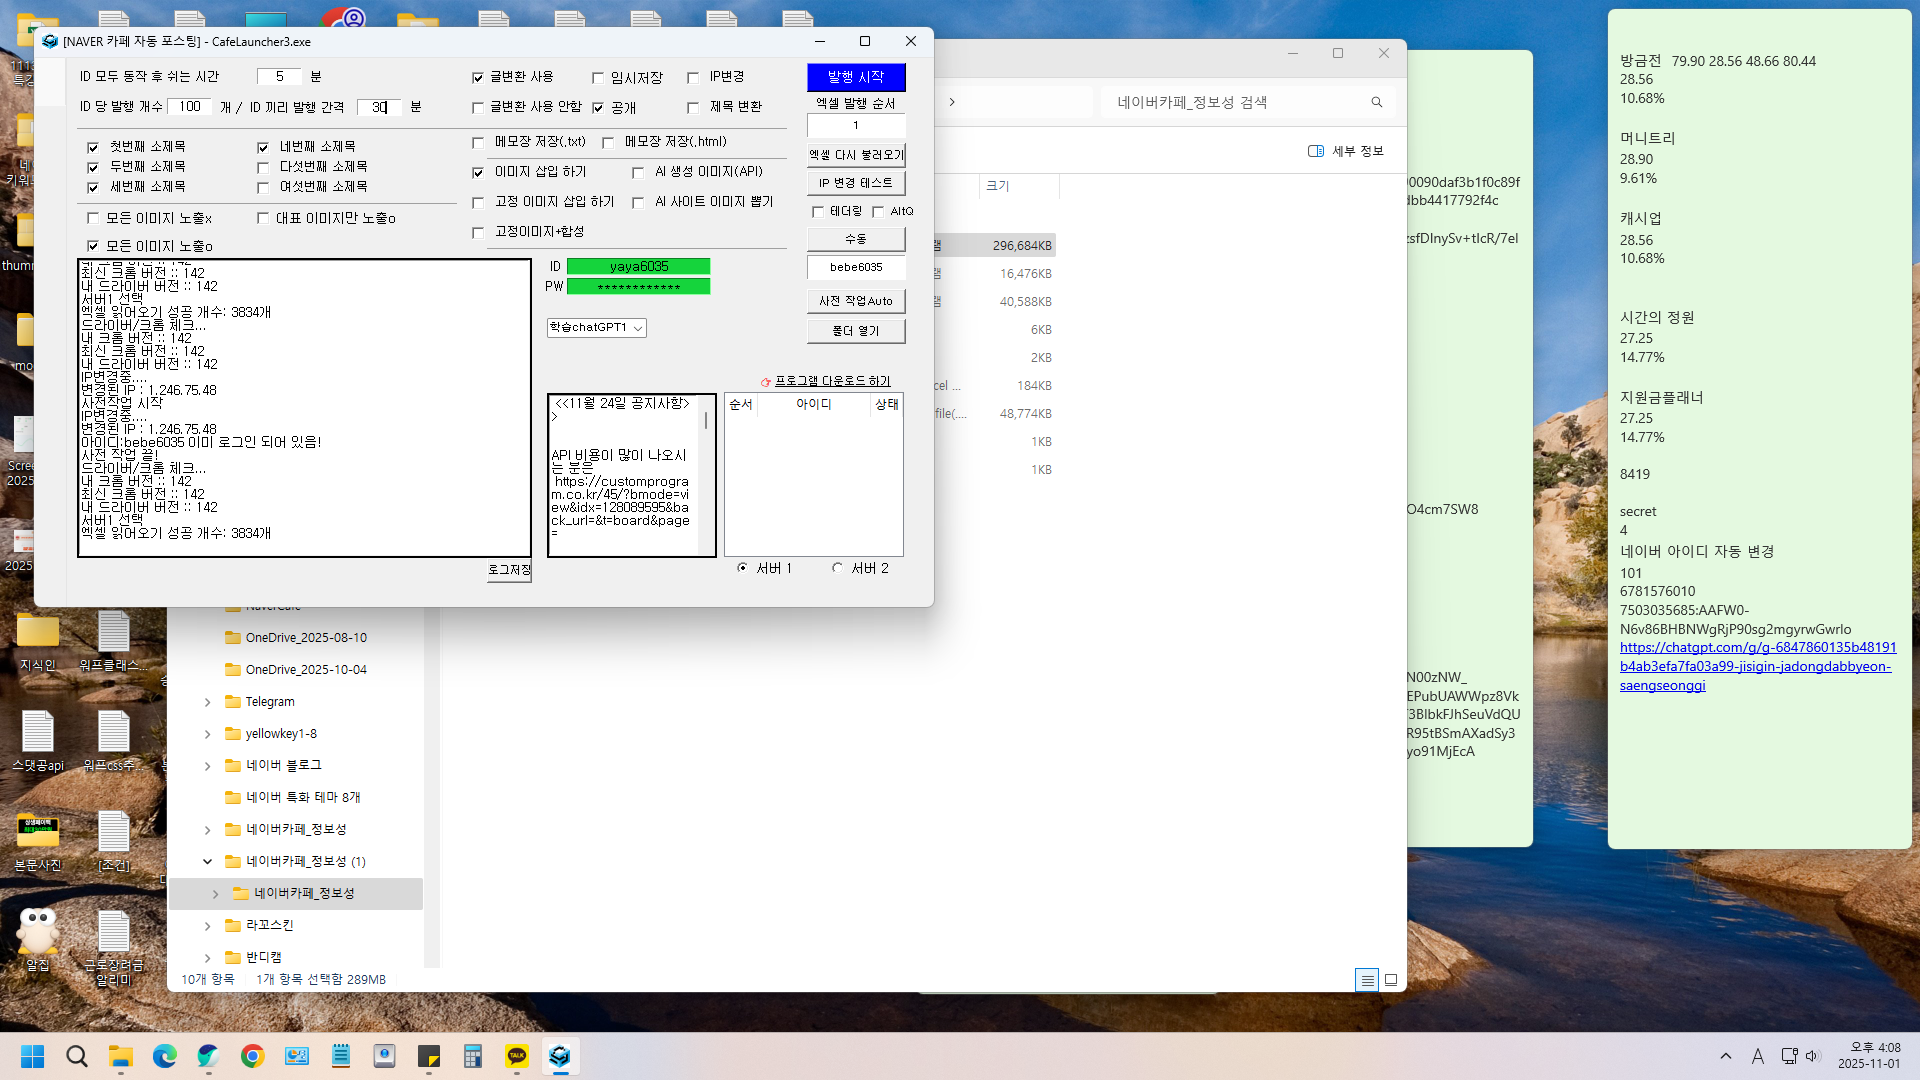 [NAVER 카페 자동 포스팅] - CafeLauncher3.exe
ID 모두 동작 후 쉬는 시간 5 분
ID 당 발행 개수 100 개 / ID 끼리 발행 간격 30 분
글변환 사용 임시저장 IP변경
글변환 사용 안함 공개 제목 변환
발행 시작
엑셀 발행 순서
1
엑셀 다시 불러오기
IP 변경 테스트
테더링 AltQ
수동
bebe6035
사전 작업Auto
폴더 열기
첫번째 소제목 네번째 소제목
두번째 소제목 다섯번째 소제목
세번째 소제목 여섯번째 소제목
모든 이미지 노출x 대표 이미지만 노출o
모든 이미지 노출o
메모장 저장(.txt) 메모장 저장(.html)
이미지 삽입 하기 AI 생성 이미지(API)
고정 이미지 삽입 하기 AI 사이트 이미지 뽑기
고정이미지+합성
최신 크롬 버전 :: 142
내 드라이버 버전 :: 142
서버1 선택
엑셀 읽어오기 성공 개수: 3834개
드라이버/크롬 체크...
내 크롬 버전 :: 142
최신 크롬 버전 :: 142
내 드라이버 버전 :: 142
IP변경중....
변경된 IP : 1.246.75.48
사전작업 시작
IP변경중....
변경된 IP : 1.246.75.48
아이디:bebe6035 이미 로그인 되어 있음!
사전 작업 끝!
드라이버/크롬 체크...
내 크롬 버전 :: 142
최신 크롬 버전 :: 142
내 드라이버 버전 :: 142
서버1 선택
엑셀 읽어오기 성공 개수: 3834개
로그저장
ID yaya6035
PW ************
학습chatGPT1
프로그램 다운로드 하기
<<11월 24일 공지사항>
>
API 비용이 많이 나오시
는 분은
https://customprogra
m.co.kr/45/?bmode=vi
ew&idx=128089595&ba
ck_url=&t=board&page
=
순서 아이디 상태
서버 1 서버 2
네이버카페_정보성 검색
세부 정보
크기
296,684KB
16,476KB
40,588KB
6KB
2KB
cel ... 184KB
file(.... 48,774KB
1KB
1KB
NaverCafe
OneDrive_2025-08-10
OneDrive_2025-10-04
Telegram
yellowkey1-8
네이버 블로그
네이버 특화 테마 8개
네이버카페_정보성
네이버카페_정보성 (1)
네이버카페_정보성
라꼬스킨
반디캠
10개 항목 1개 항목 선택함 289MB
0090daf3b1f0c89f
dbb4417792f4c
zsfDInySv+tIcR/7eI
O4cm7SW8
N00zNW_
EPubUAWWpz8Vk
T3BlbkFJhSeuVdQU
R95tBSmAXadSy3
yo91MjEcA
방금전 79.90 28.56 48.66 80.44
28.56
10.68%
머니트리
28.90
9.61%
캐시업
28.56
10.68%
시간의 정원
27.25
14.77%
지원금플래너
27.25
14.77%
8419
secret
4
네이버 아이디 자동 변경
101
6781576010
7503035685:AAFW0-
N6v86BHBNWgRjP90sg2mgyrwGwrlo
https://chatgpt.com/g/g-6847860135b48191
b4ab3efa7fa03a99-jisigin-jadongdabbyeon-
saengseonggi
지식인 워프클래스...
스댓공api 워프css추...
본문사진 [조건]
알집 근로장려금
알리미
TALK
A
오후 4:08
2025-11-01